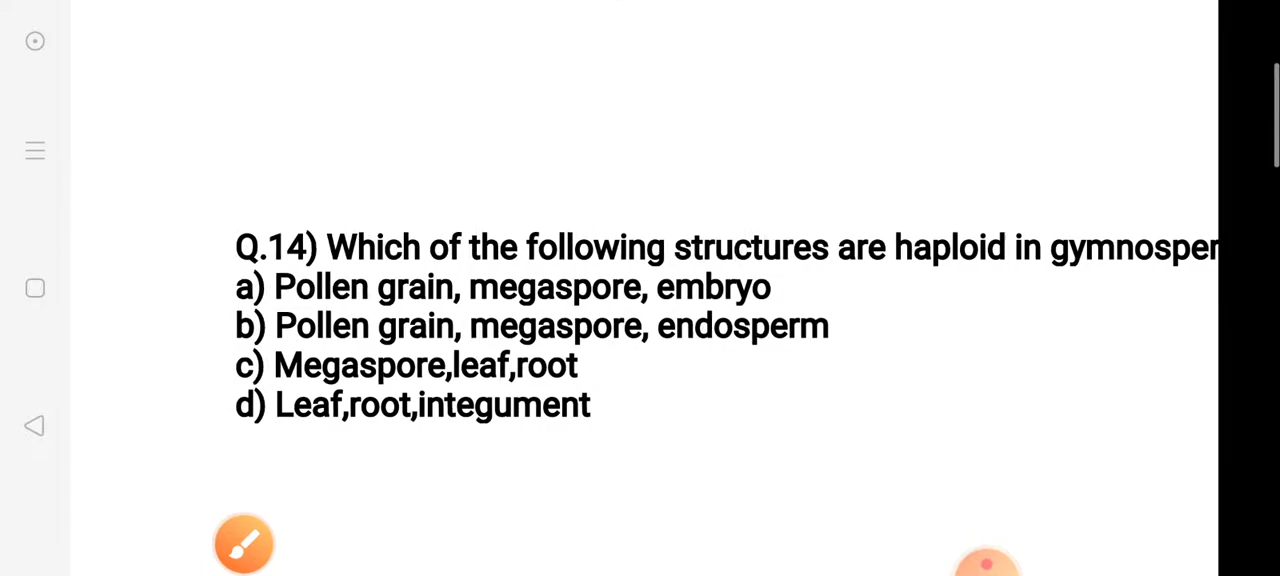 Q.14) Which of the following structures are haploid in gymnosper
a) Pollen grain, megaspore, embryo
b) Pollen grain, megaspore, endosperm
c) Megaspore,leaf,root
d) Leaf,root,integument